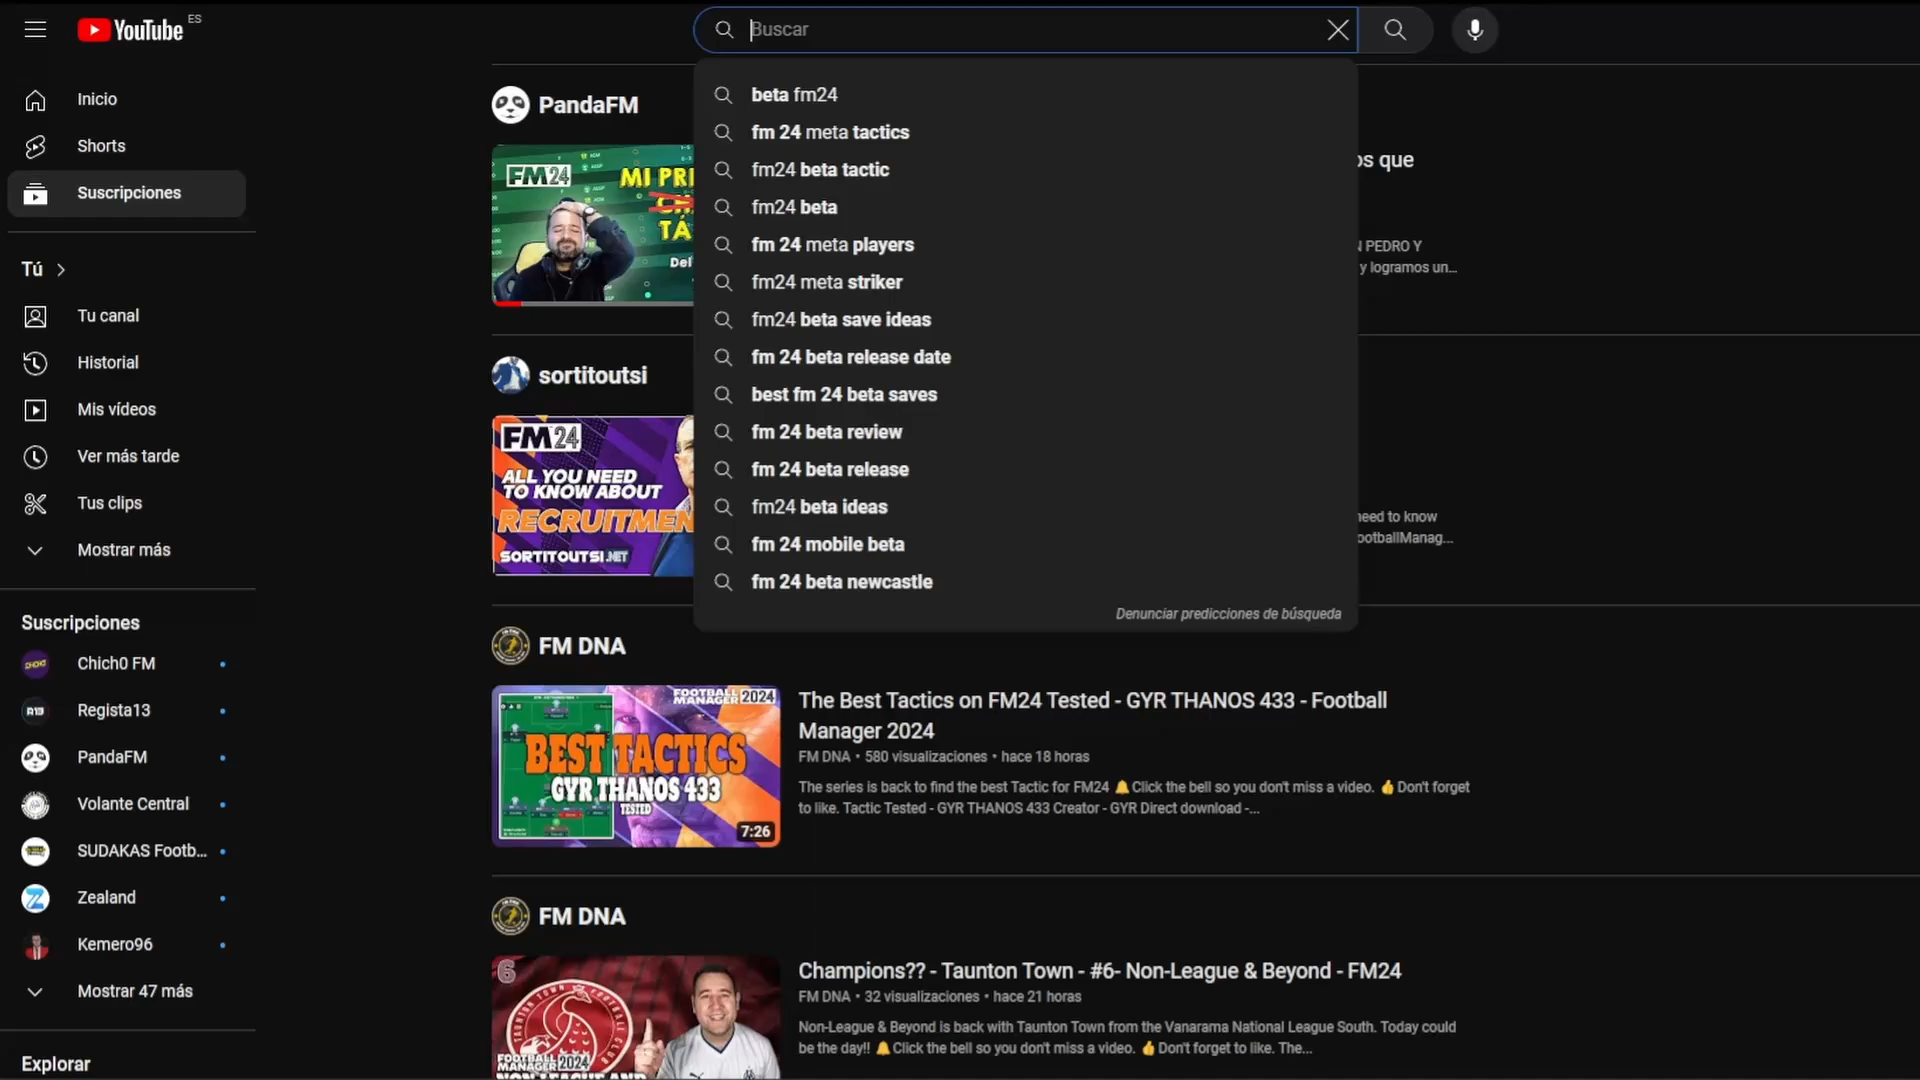 YouTube ES
Buscar
Inicio
Shorts
Suscripciones
Tú
Tu canal
Historial
Mis vídeos
Ver más tarde
Tus clips
Mostrar más
Suscripciones
Chich0 FM
Regista13
PandaFM
Volante Central
SUDAKAS Footb...
Zealand
Kemero96
Mostrar 47 más
Explorar
beta fm24
fm 24 meta tactics
fm24 beta tactic
fm24 beta
fm 24 meta players
fm24 meta striker
fm24 beta save ideas
fm 24 beta release date
best fm 24 beta saves
fm 24 beta review
fm 24 beta release
fm24 beta ideas
fm 24 mobile beta
fm 24 beta newcastle
Denunciar predicciones de búsqueda
PandaFM
FM24
MI PRI
TÁ
Del
os que
N PEDRO Y
y logramos un...
sortitoutsi
FM24
ALL YOU NEED
TO KNOW ABOUT
RECRUITMEN
SORTITOUTSI.NET
need to know
ootballManag...
FM DNA
FOOTBALL MANAGER 2024
BEST TACTICS
GYR THANOS 433
TESTED
7:26
The Best Tactics on FM24 Tested - GYR THANOS 433 - Football
Manager 2024
FM DNA • 580 visualizaciones • hace 18 horas
The series is back to find the best Tactic for FM24 🔔Click the bell so you don't miss a video. 👍Don't forget
to like. Tactic Tested - GYR THANOS 433 Creator - GYR Direct download -...
FM DNA
6
TAUNTON TOWN FOOTBALL CLUB
FOOTBALL MANAGER 2024
NON LEAGUE AND
Champions?? - Taunton Town - #6- Non-League & Beyond - FM24
FM DNA • 32 visualizaciones • hace 21 horas
Non-League & Beyond is back with Taunton Town from the Vanarama National League South. Today could
be the day!! 🔔Click the bell so you don't miss a video. 👍Don't forget to like. The...